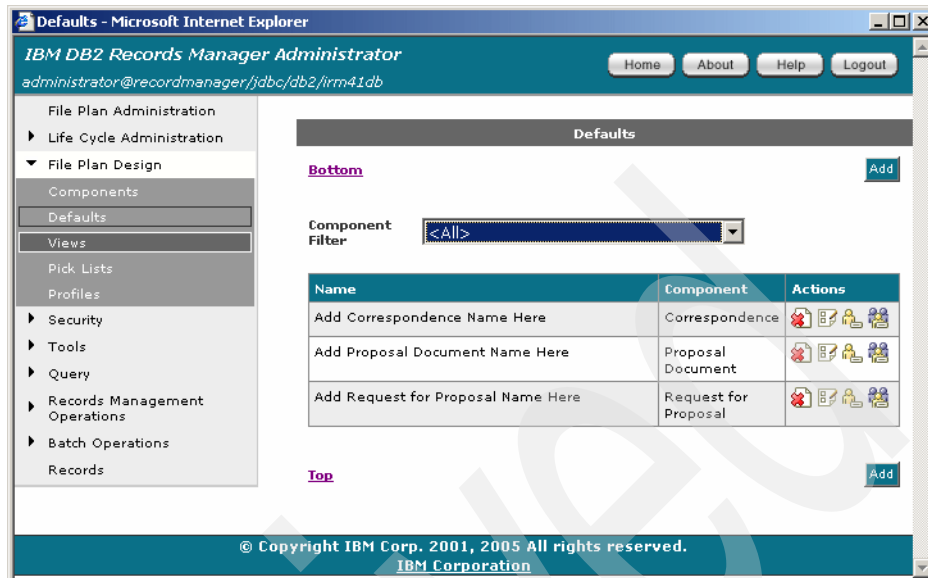 Defaults - Microsoft Internet Explorer
IBM DB2 Records Manager Administrator
administrator@recordmanager/jdbc/db2/irm41db
Home
About
Help
Logout
File Plan Administration
Life Cycle Administration
File Plan Design
Components
Defaults
Views
Pick Lists
Profiles
Security
Tools
Query
Records Management
Operations
Batch Operations
Records
Defaults
Bottom
Add
Component
Filter
<All>
Name Component Actions
Add Correspondence Name Here Correspondence
Add Proposal Document Name Here Proposal
Document
Add Request for Proposal Name Here Request for
Proposal
Top
Add
© Copyright IBM Corp. 2001, 2005 All rights reserved.
IBM Corporation